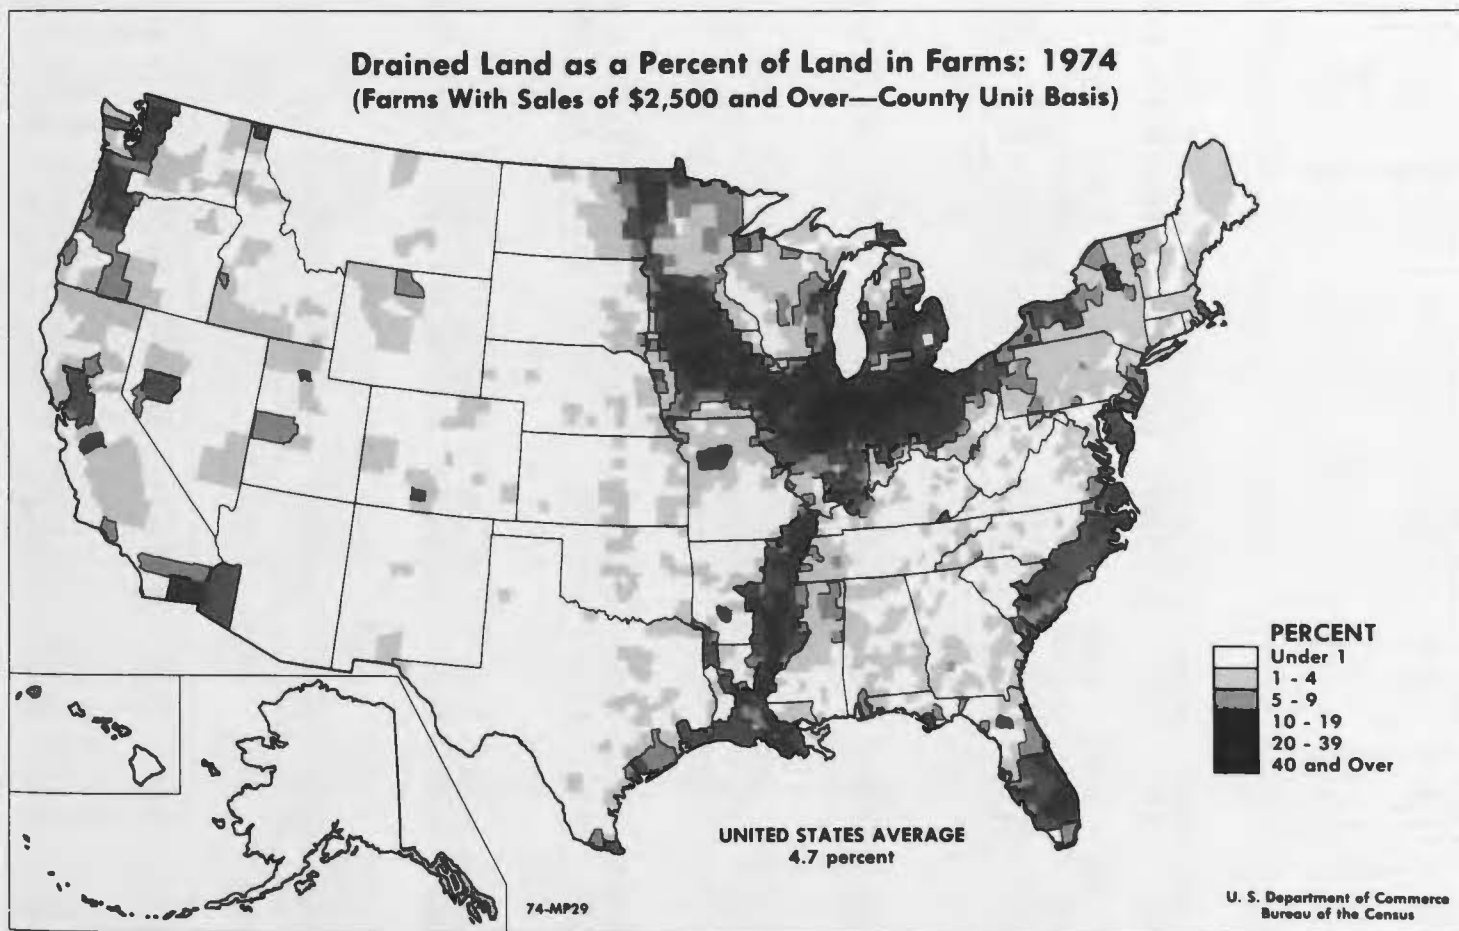 Drained Land as a Percent of Land in Farms: 1974
(Farms With Sales of $2,500 and Over—County Unit Basis)
PERCENT
Under 1
1 - 4
5 - 9
10 - 19
20 - 39
40 and Over
UNITED STATES AVERAGE
4.7 percent
74-MP29
U. S. Department of Commerce
Bureau of the Census